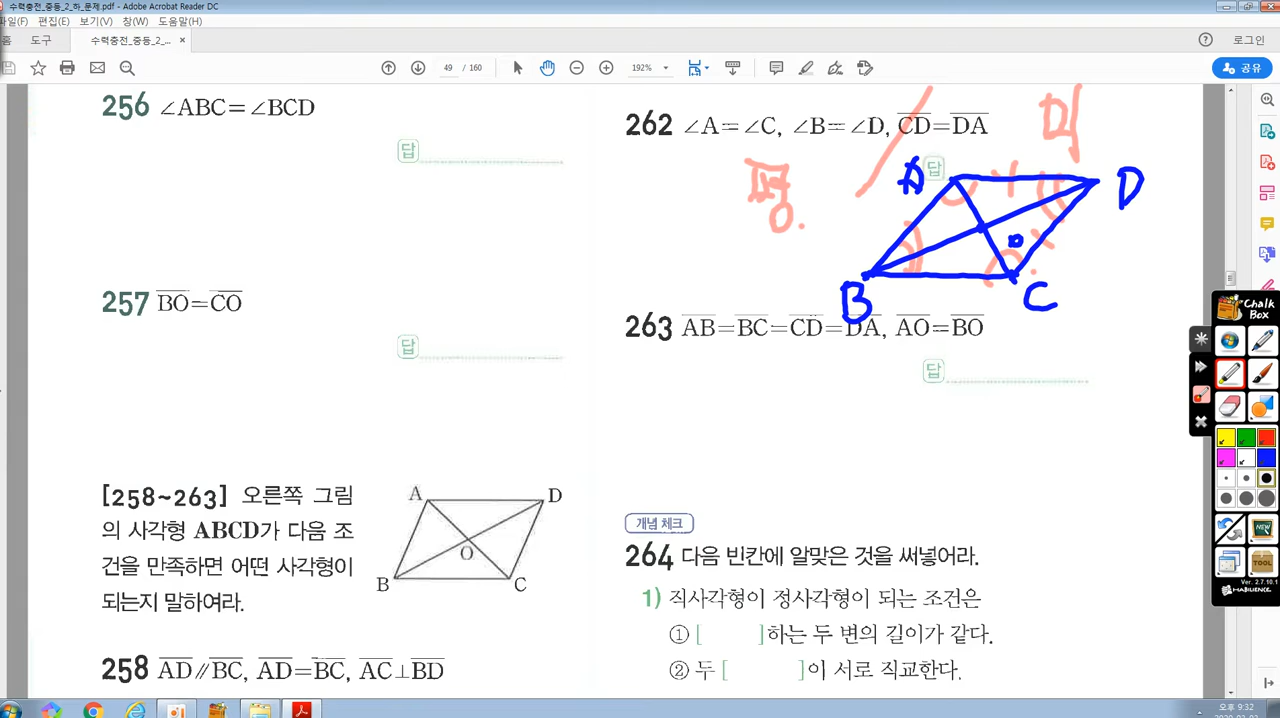 수력충전_중등_2_하_문제.pdf - Adobe Acrobat Reader DC
파일(F) 편집(E) 보기(V) 창(W) 도움말(H)
홈 도구 수력충전_중등_2_... × 로그인
49 / 160 192% 공유
256 ∠ABC=∠BCD
답
257 BO=CO
답
[258~263] 오른쪽 그림
의 사각형 ABCD가 다음 조
건을 만족하면 어떤 사각형이
되는지 말하여라.
A D
O
B C
258 AD∥BC, AD=BC, AC⊥BD
262 ∠A=∠C, ∠B=∠D, CD=DA
답
평.
마
A D
B C
263 AB=BC=CD=DA, AO=BO
답
개념 체크
264 다음 빈칸에 알맞은 것을 써넣어라.
1) 직사각형이 정사각형이 되는 조건은
① [ ]하는 두 변의 길이가 같다.
② 두 [ ]이 서로 직교한다.
Chalk
Box
NEW
TOOL
Ver. 2.7.10.1
HABILIENCE
오후 9:32